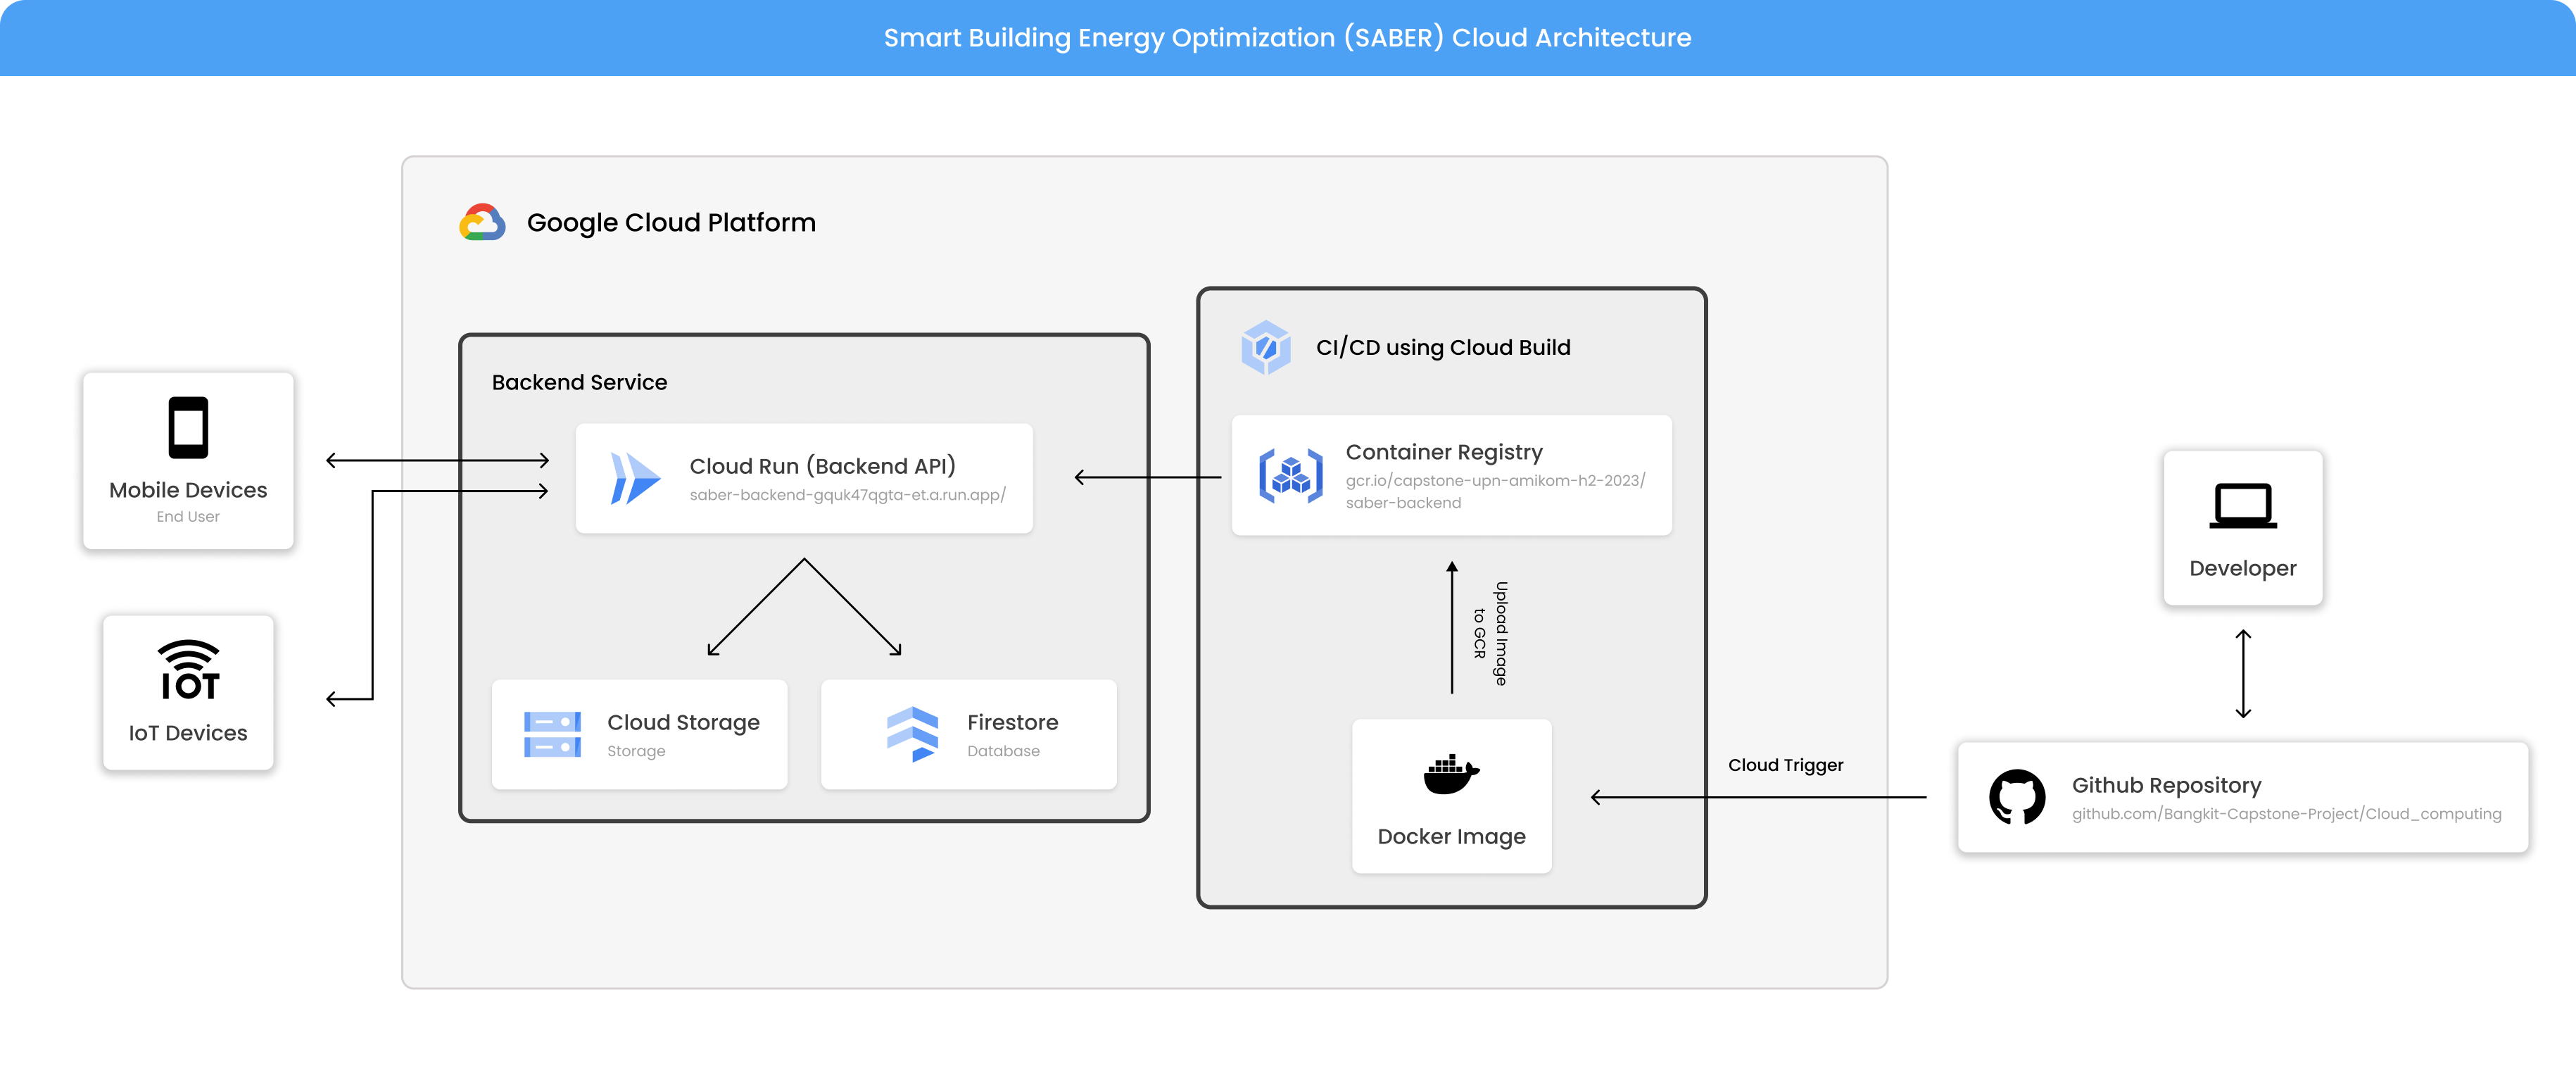 Smart Building Energy Optimization (SABER) Cloud Architecture
Google Cloud Platform
Mobile Devices
End User
IOT
IoT Devices
Backend Service
Cloud Run (Backend API)
saber-backend-gquk47qgta-et.a.run.app/
Cloud Storage
Storage
Firestore
Database
CI/CD using Cloud Build
Container Registry
gcr.io/capstone-upn-amikom-h2-2023/
saber-backend
Upload Image
to GCR
Docker Image
Cloud Trigger
Developer
Github Repository
github.com/Bangkit-Capstone-Project/Cloud_computing